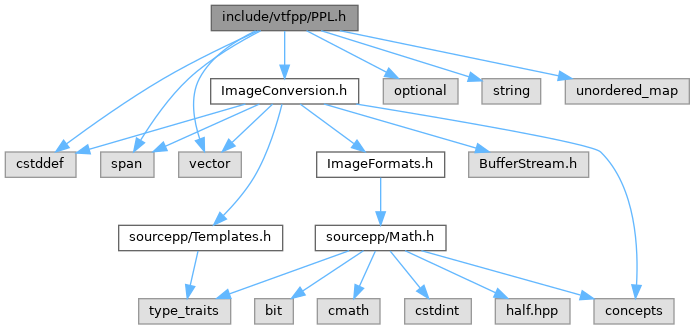 include/vtfpp/PPL.h
ImageConversion.h
optional
string
unordered_map
cstddef
span
vector
ImageFormats.h
BufferStream.h
sourcepp/Templates.h
sourcepp/Math.h
type_traits
bit
cmath
cstdint
half.hpp
concepts